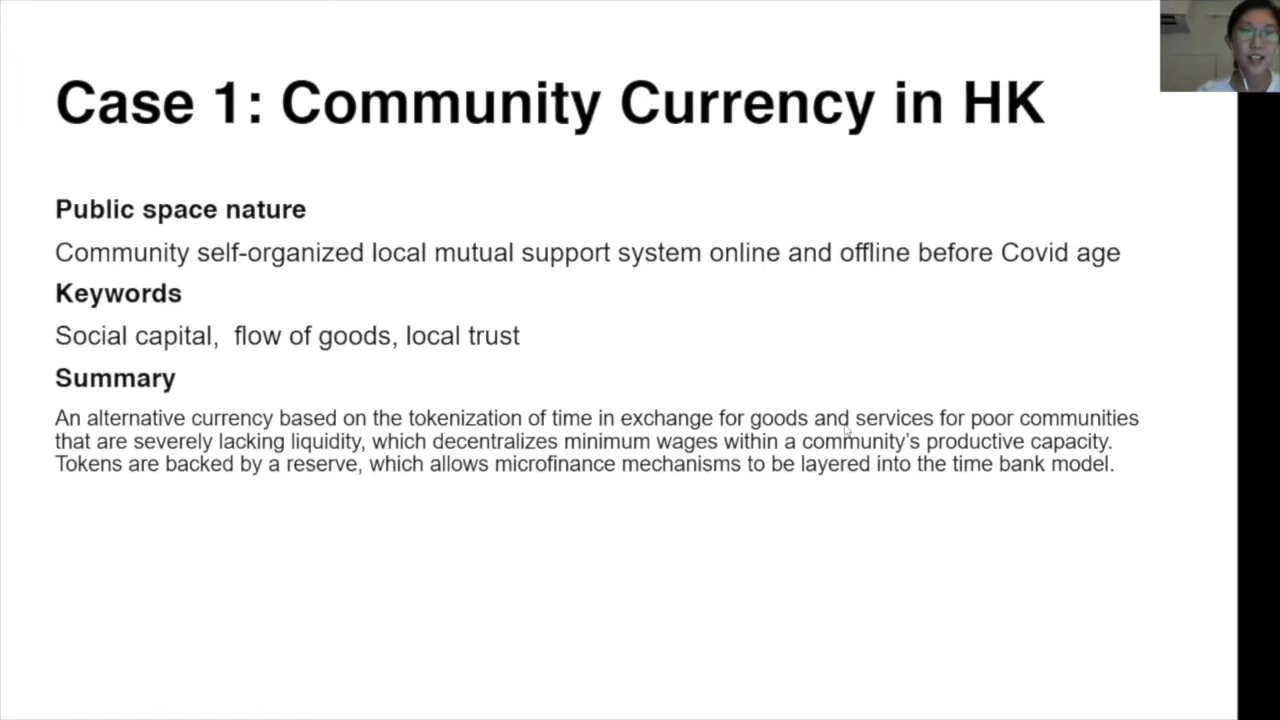 Case 1: Community Currency in HK
Public space nature
Community self-organized local mutual support system online and offline before Covid age
Keywords
Social capital,  flow of goods, local trust
Summary
An alternative currency based on the tokenization of time in exchange for goods and services for poor communities
that are severely lacking liquidity, which decentralizes minimum wages within a community’s productive capacity.
Tokens are backed by a reserve, which allows microfinance mechanisms to be layered into the time bank model.